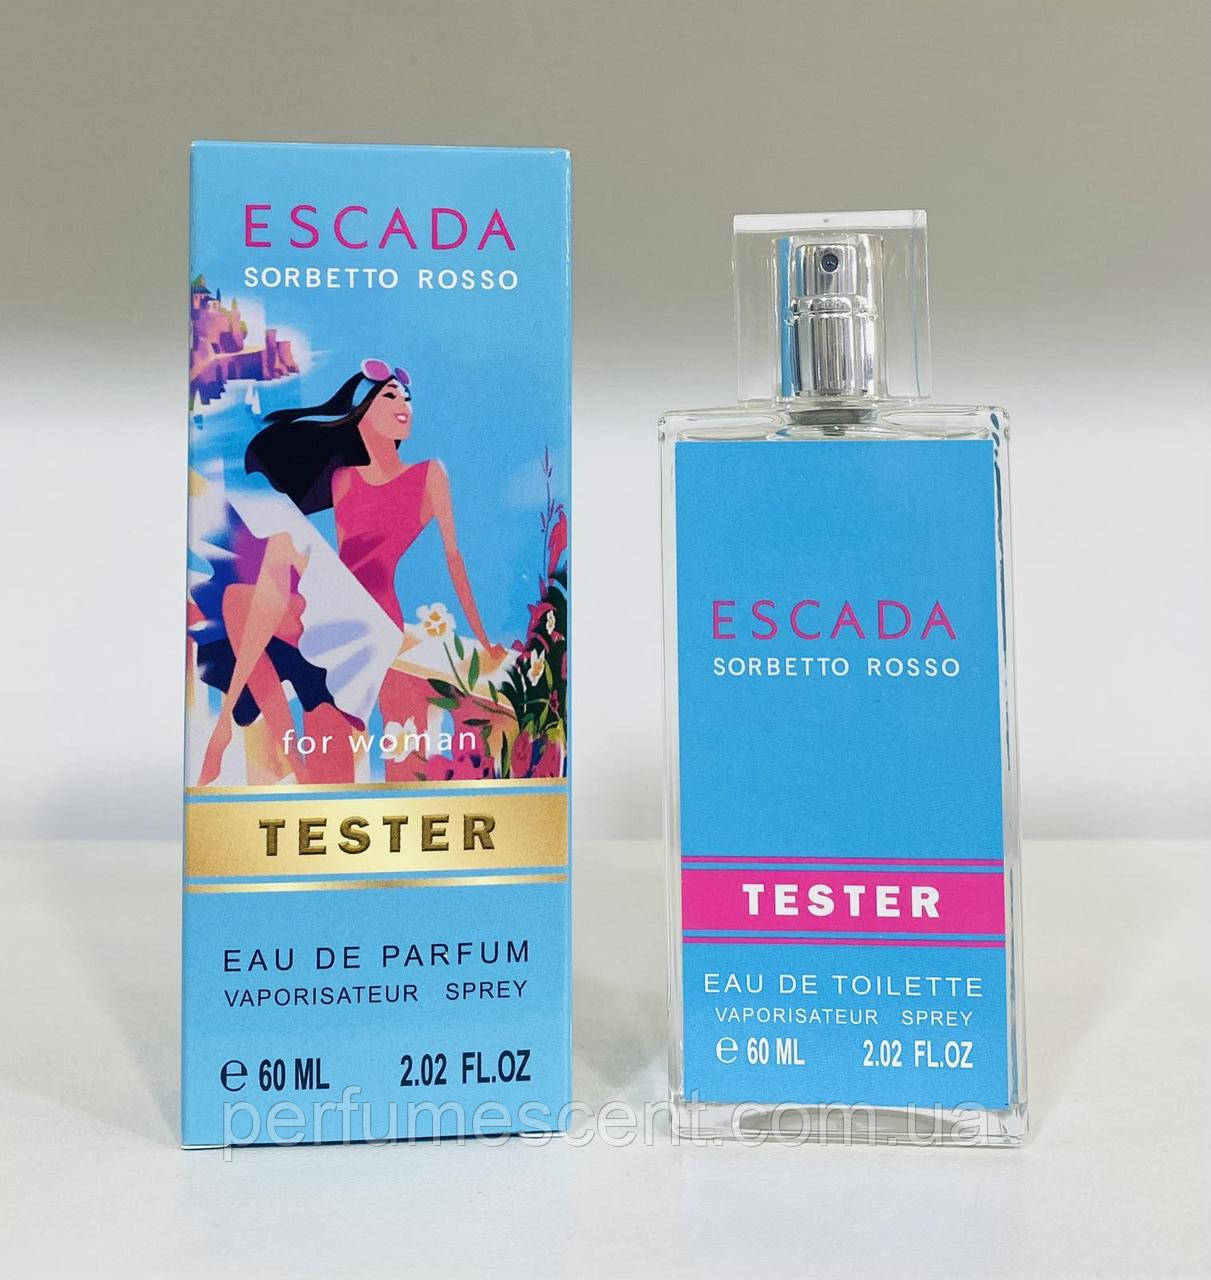 ESCADA
SORBETTO ROSSO
for woman
TESTER
EAU DE PARFUM
VAPORISATEUR SPREY
e 60 ML 2.02 FL.OZ
ESCADA
SORBETTO ROSSO
TESTER
EAU DE TOILETTE
VAPORISATEUR SPREY
e 60 ML 2.02 FL.OZ
perfumescent.com.ua